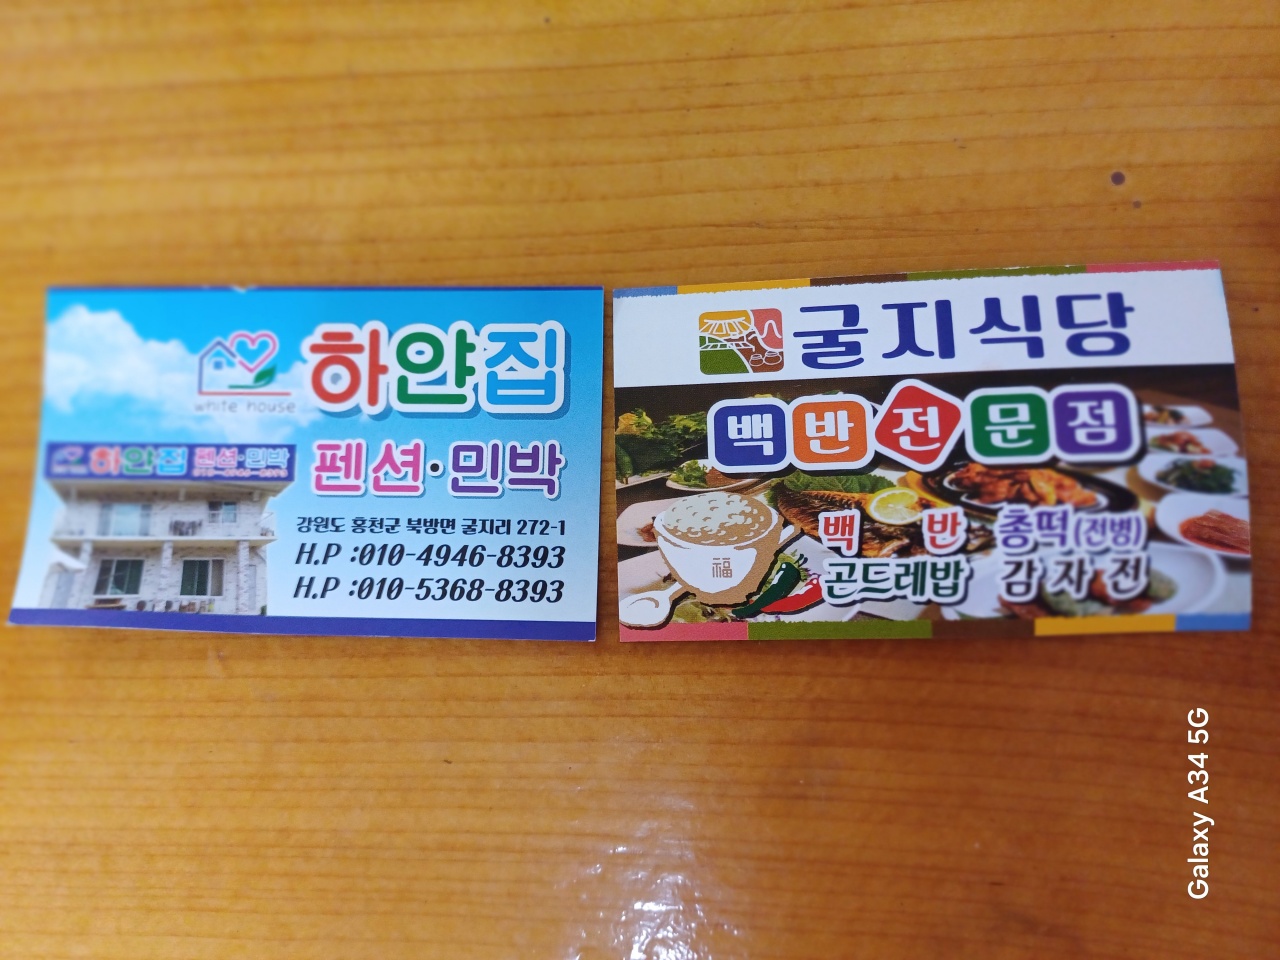 white house
하얀집
하얀집 펜션·민박
펜션·민박
강원도 홍천군 북방면 굴지리 272-1
H.P :010-4946-8393
H.P :010-5368-8393
굴지식당
백반전문점
백반 총떡(전병)
곤드레밥 감자전
福
Galaxy A34 5G